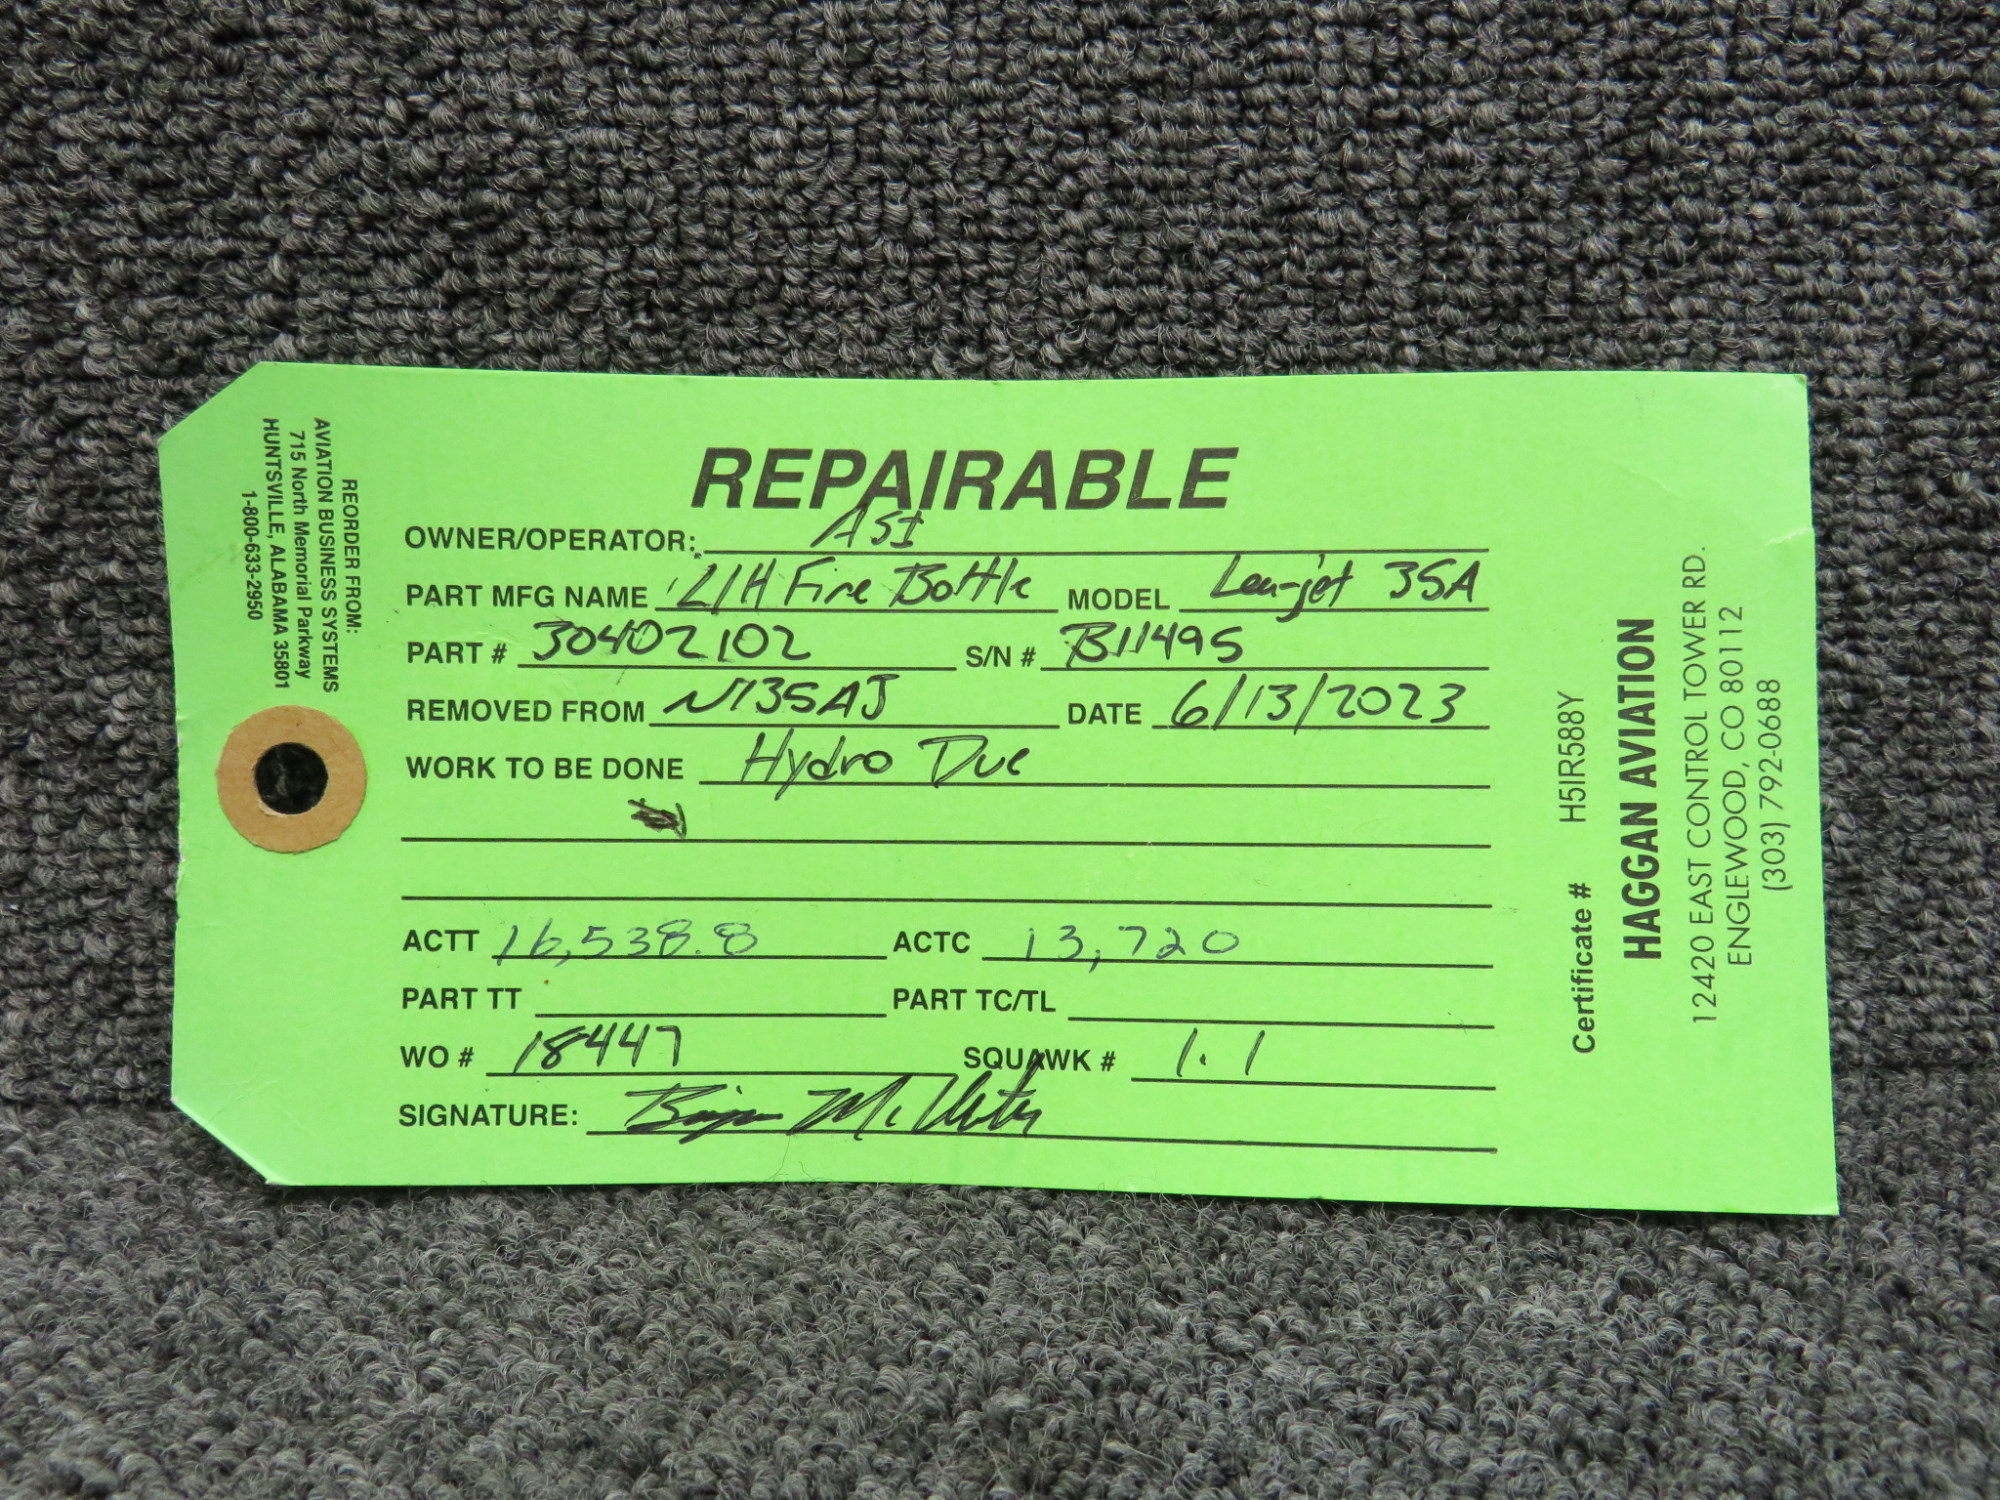 REPAIRABLE
OWNER/OPERATOR: ASI
PART MFG NAME L/H Fire Bottle MODEL Lear-jet 35A
PART # 30402102 S/N # B11495
REMOVED FROM N135AJ DATE 6/13/2023
WORK TO BE DONE Hydro Due
ACTT 16,538.8 ACTC 13,720
PART TT PART TC/TL
WO # 18447 SQUAWK # 1.1
SIGNATURE:
REORDER FROM:
AVIATION BUSINESS SYSTEMS
715 North Memorial Parkway
HUNTSVILLE, ALABAMA 35801
1-800-633-2950
Certificate # H5IR588Y
HAGGAN AVIATION
12420 EAST CONTROL TOWER RD.
ENGLEWOOD, CO 80112
(303) 792-0688